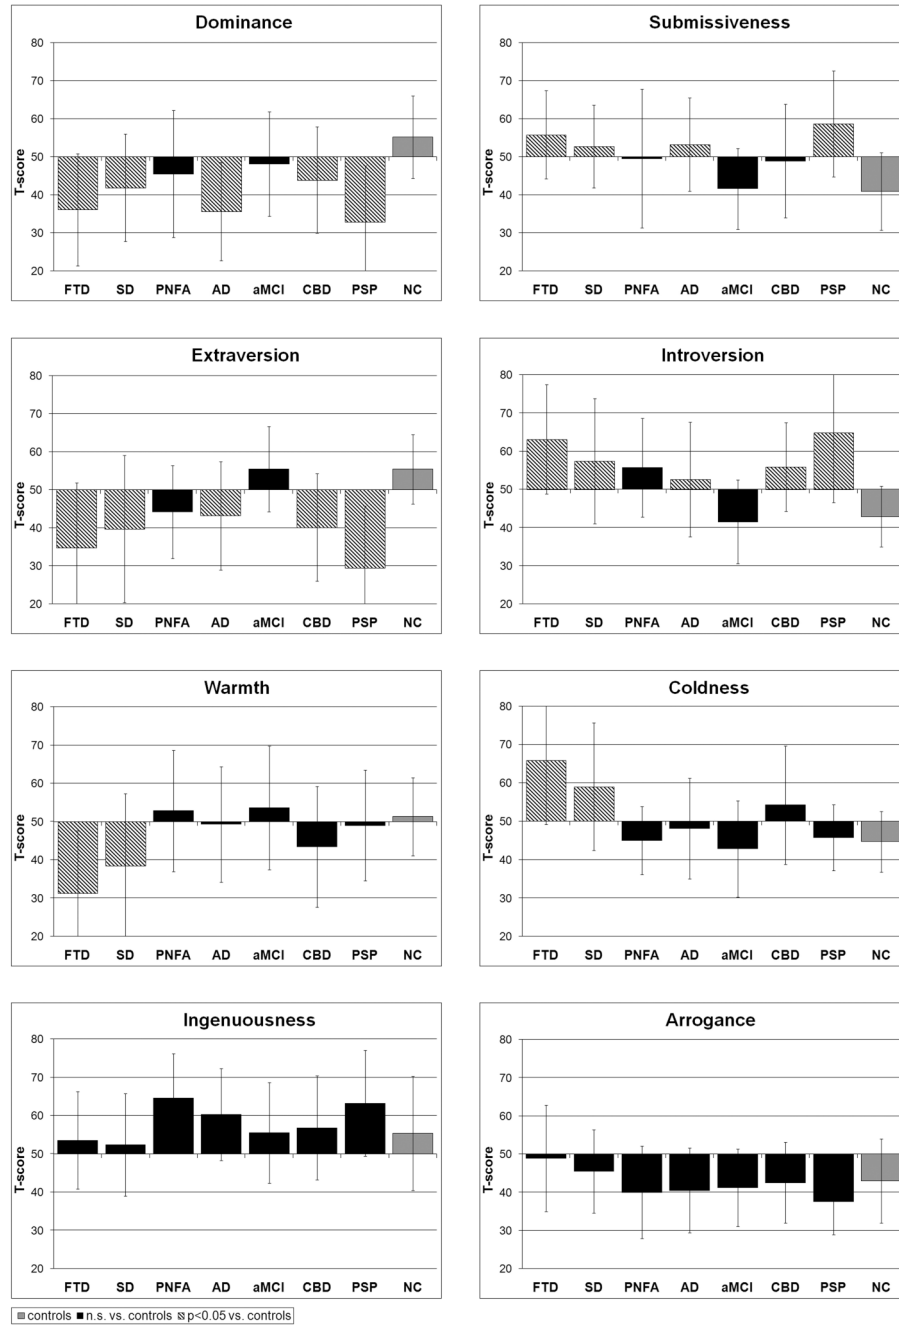 Dominance
80
70
60
50
40
30
20
T-score
FTD SD PNFA AD aMCI CBD PSP NC
Submissiveness
80
70
60
50
40
30
20
T-score
FTD SD PNFA AD aMCI CBD PSP NC
Extraversion
80
70
60
50
40
30
20
T-score
FTD SD PNFA AD aMCI CBD PSP NC
Introversion
80
70
60
50
40
30
20
T-score
FTD SD PNFA AD aMCI CBD PSP NC
Warmth
80
70
60
50
40
30
20
T-score
FTD SD PNFA AD aMCI CBD PSP NC
Coldness
80
70
60
50
40
30
20
T-score
FTD SD PNFA AD aMCI CBD PSP NC
Ingenuousness
80
70
60
50
40
30
20
T-score
FTD SD PNFA AD aMCI CBD PSP NC
Arrogance
80
70
60
50
40
30
20
T-score
FTD SD PNFA AD aMCI CBD PSP NC
controls n.s. vs. controls p<0.05 vs. controls